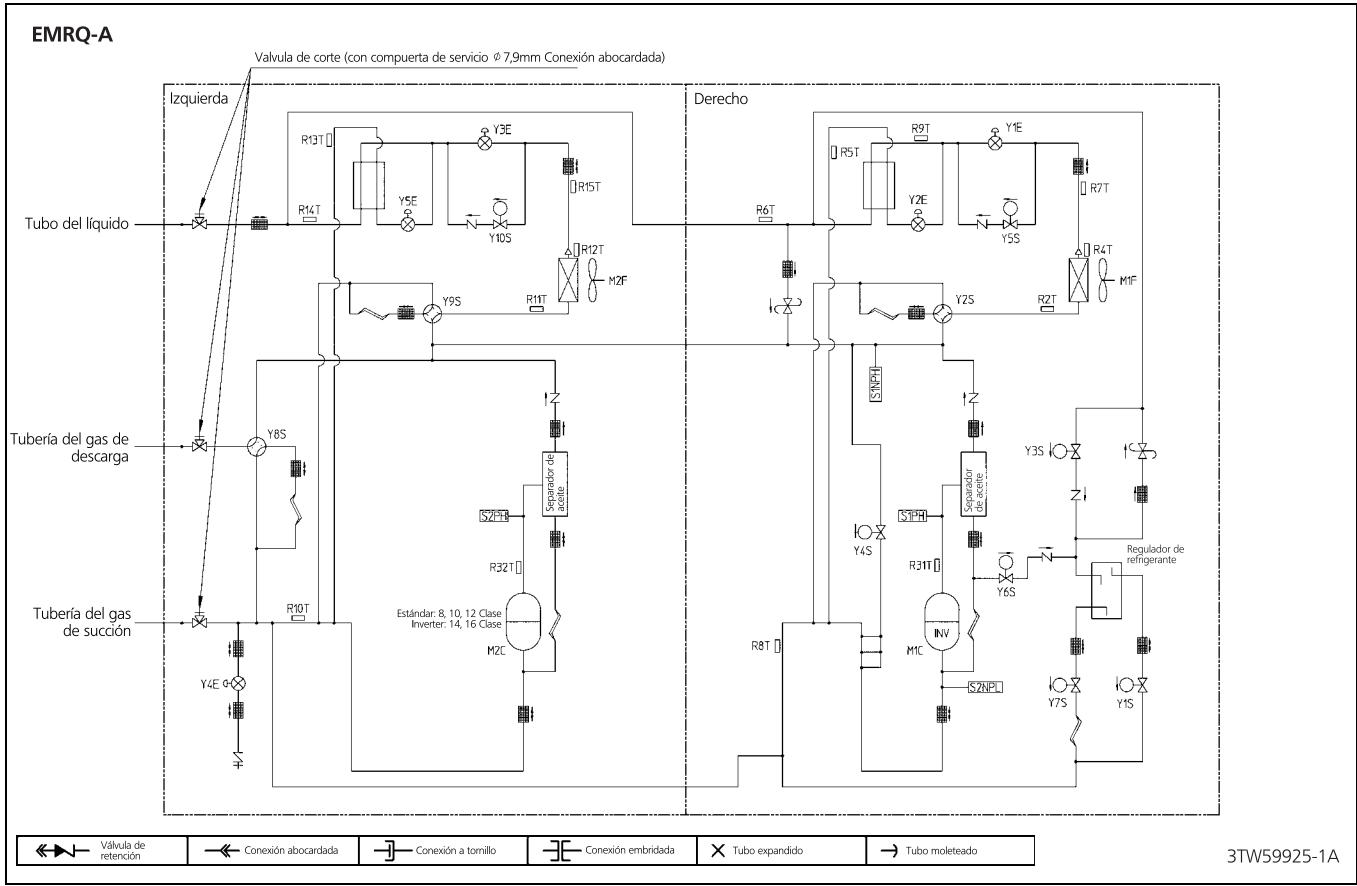 EMRQ-A
Valvula de corte (con compuerta de servicio φ 7,9mm Conexión abocardada)
Izquierda
Derecho
R13T
Y3E
R15T
Y5E
R14T
Y10S
R12T
M2F
Y9S
R11T
Tubo del líquido
R5T
R9T
Y1E
R7T
Y2E
R6T
Y5S
R4T
M1F
Y2S
R2T
S1NPH
Tubería del gas de
descarga
Y8S
Separador de
aceite
S2PH
R32T
Estándar: 8, 10, 12 Clase
Inverter: 14, 16 Clase
M2C
Tubería del gas
de succión
R10T
Y4E
Y3S
Separador
de aceite
S1PH
Y4S
R31T
Y6S
Regulador de
refrigerante
INV
M1C
R8T
S2NPL
Y7S
Y1S
Válvula de
retención
Conexión abocardada
Conexión a tornillo
Conexión embridada
Tubo expandido
Tubo moleteado
3TW59925-1A